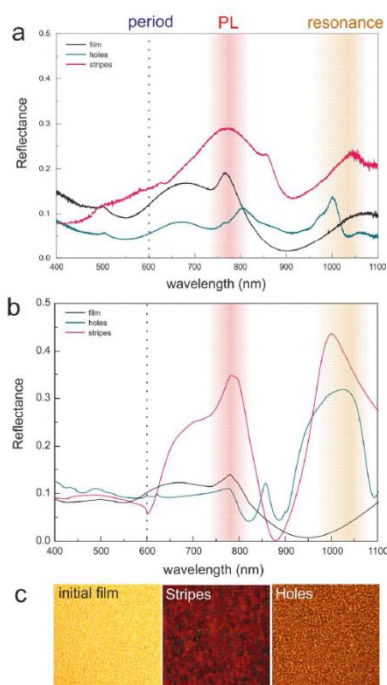 period PL resonance
a
film
holes
stripes
0.5
0.4
0.3
0.2
0.1
0.0
Reflectance
400 500 600 700 800 900 1000 1100
wavelength (nm)
b
film
holes
stripes
0.5
0.4
0.3
0.2
0.1
0.0
Reflectance
400 500 600 700 800 900 1000 1100
wavelength (nm)
c
initial film Stripes Holes